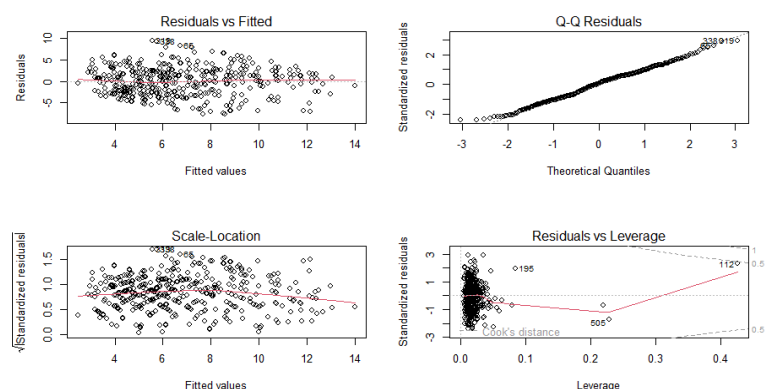 Residuals vs Fitted
Residuals
-5 0 5 10
65
4 6 8 10 12 14
Fitted values
Q-Q Residuals
Standardized residuals
-2 0 2
-3 -2 -1 0 1 2 3
Theoretical Quantiles
Scale-Location
√|Standardized residuals|
0.0 0.5 1.0 1.5
4 6 8 10 12 14
Fitted values
Residuals vs Leverage
Standardized residuals
-3 -1 1 3
195
112
505
Cook's distance
1
0.5
0.5
0.0 0.1 0.2 0.3 0.4
Leverage